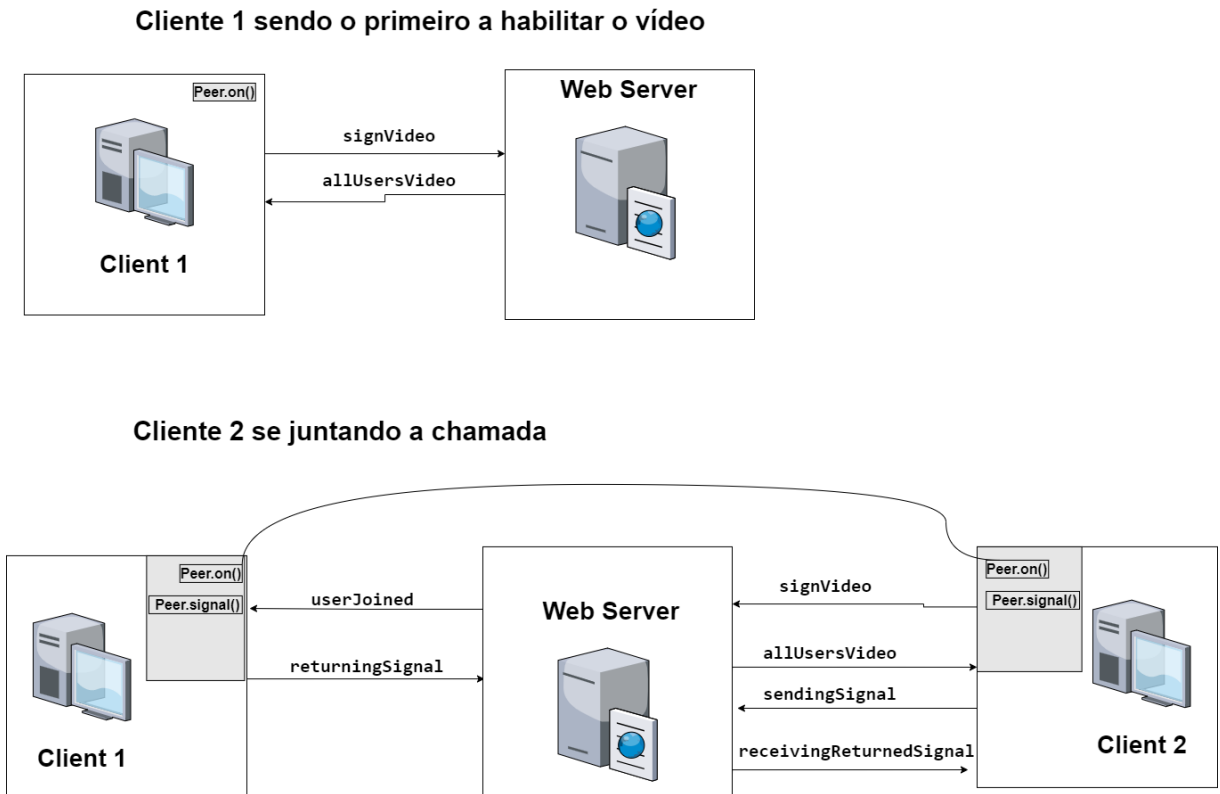 Cliente 1 sendo o primeiro a habilitar o vídeo
Peer.on()
Client 1
signVideo
allUsersVideo
Web Server
Cliente 2 se juntando a chamada
Peer.on()
Peer.signal()
Client 1
userJoined
returningSignal
Web Server
signVideo
allUsersVideo
sendingSignal
receivingReturnedSignal
Peer.on()
Peer.signal()
Client 2